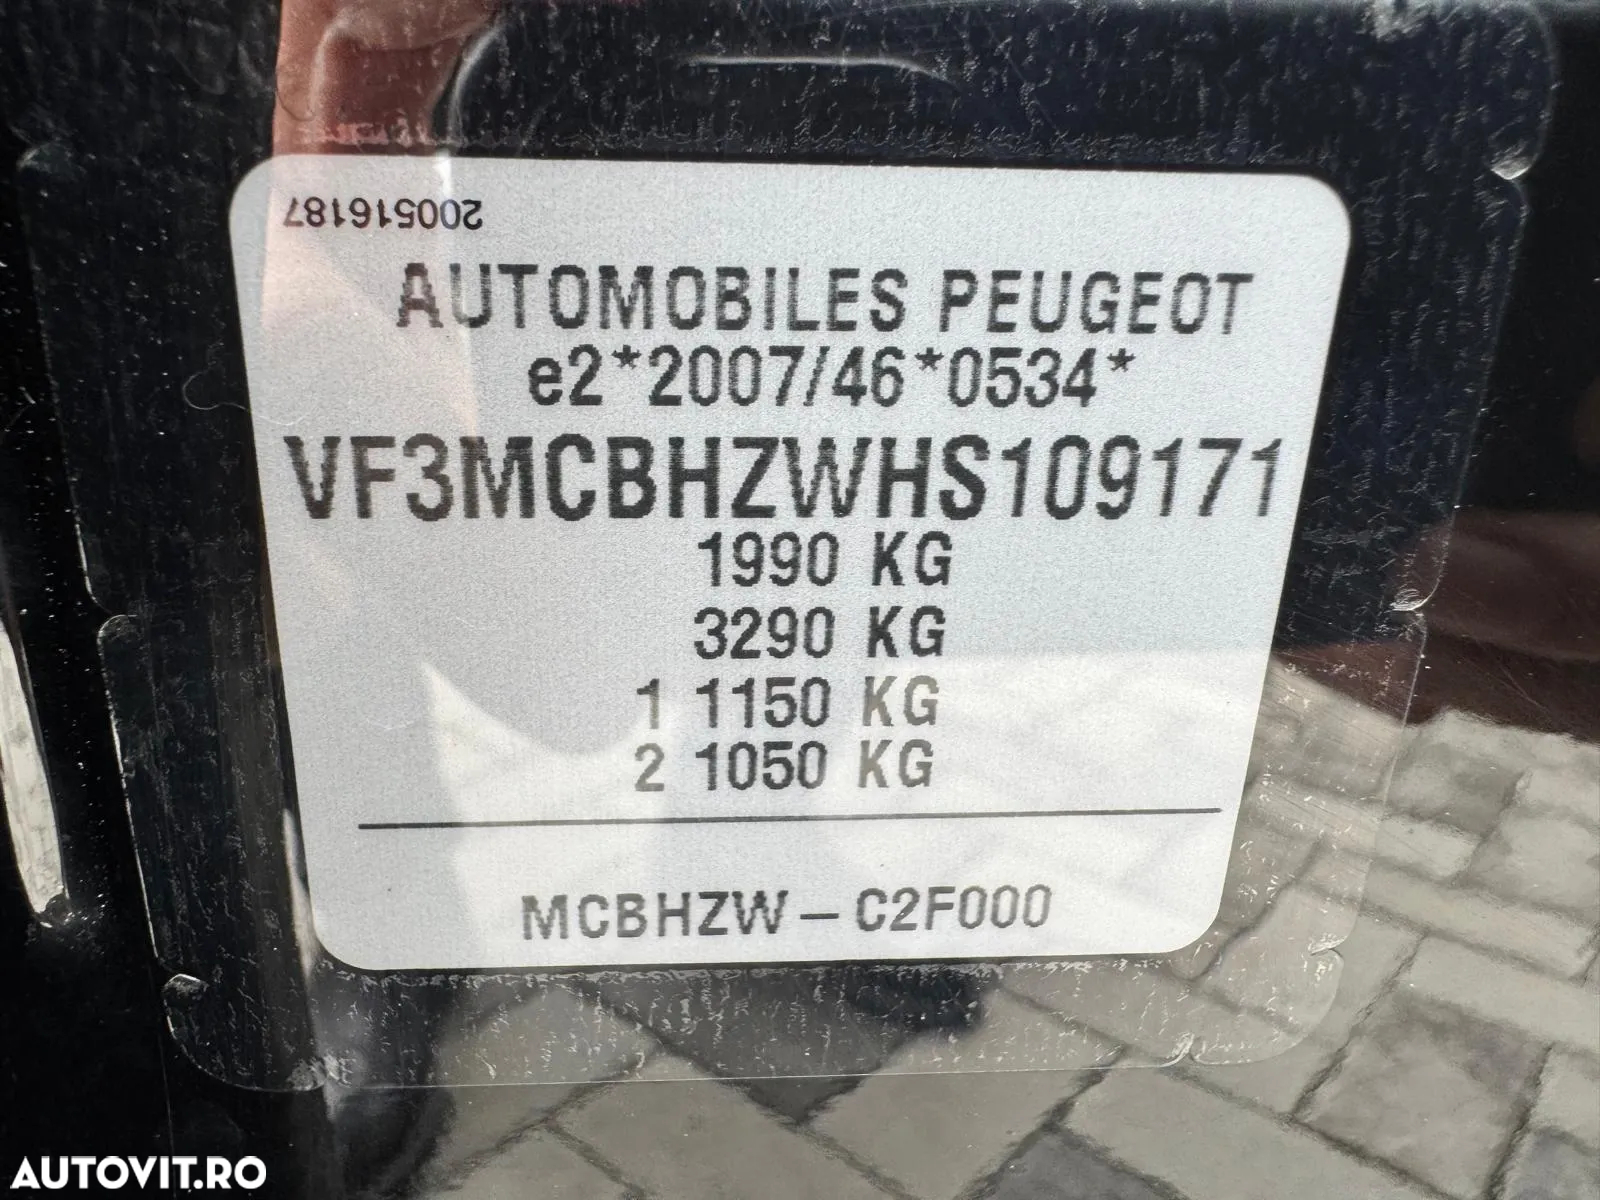 200516187
AUTOMOBILES PEUGEOT
e2*2007/46*0534*
VF3MCBHZWHS109171
1990 KG
3290 KG
1 1150 KG
2 1050 KG
MCBHZW – C2F000
AUTOVIT.RO